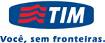 TIM
Você, sem fronteiras.